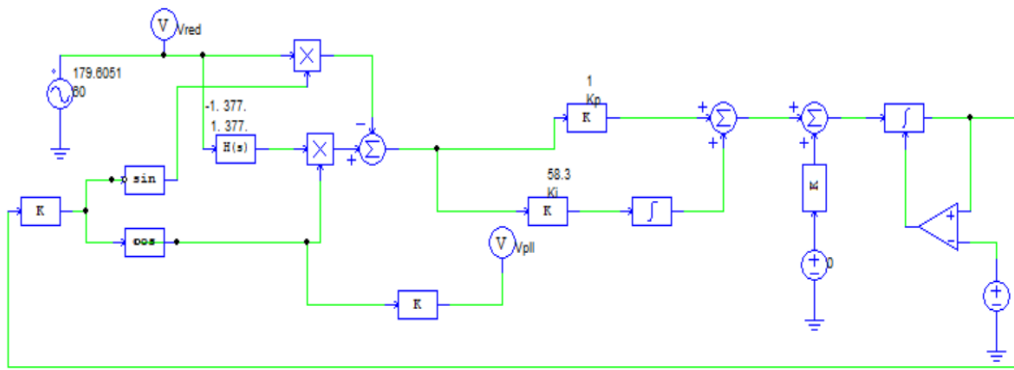 V
Vred
179.6051
60
-1. 377.
1. 377.
H(s)
1
Kp
K
58.3
Ki
K
sin
K
cos
V
Vpll
K
K
0